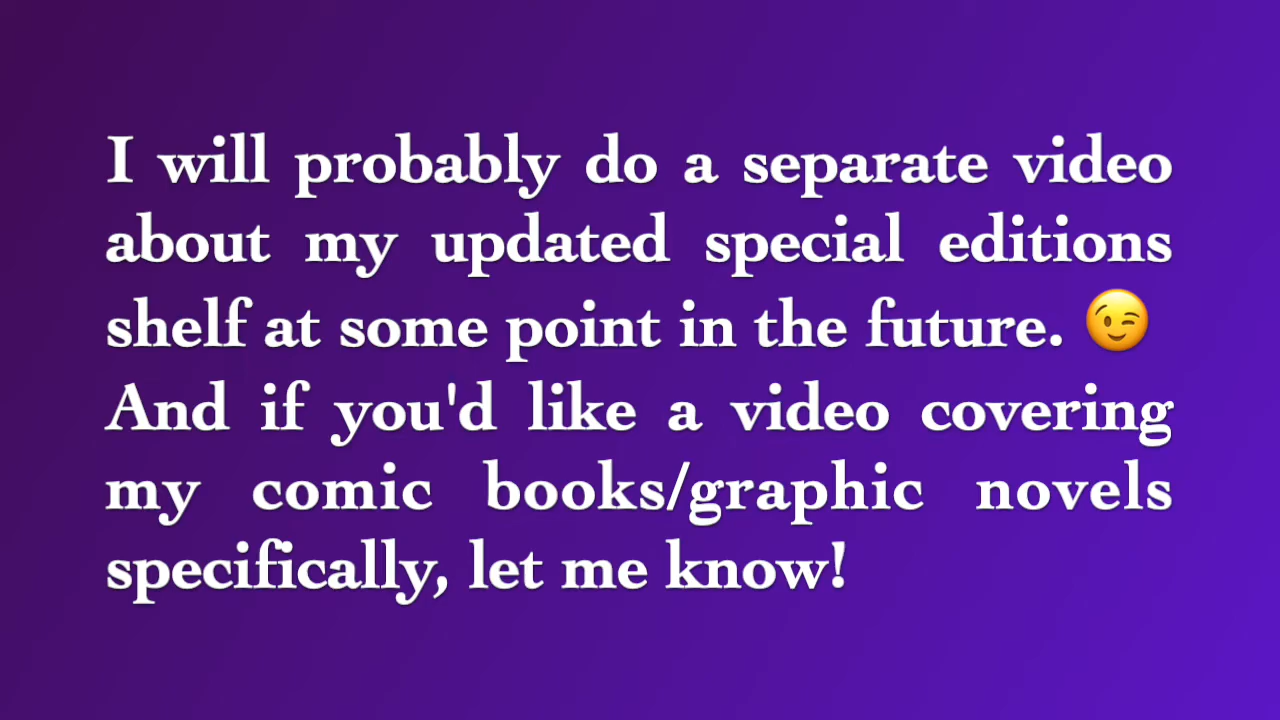 I will probably do a separate video
about my updated special editions
shelf at some point in the future. 😉
And if you'd like a video covering
my comic books/graphic novels
specifically, let me know!